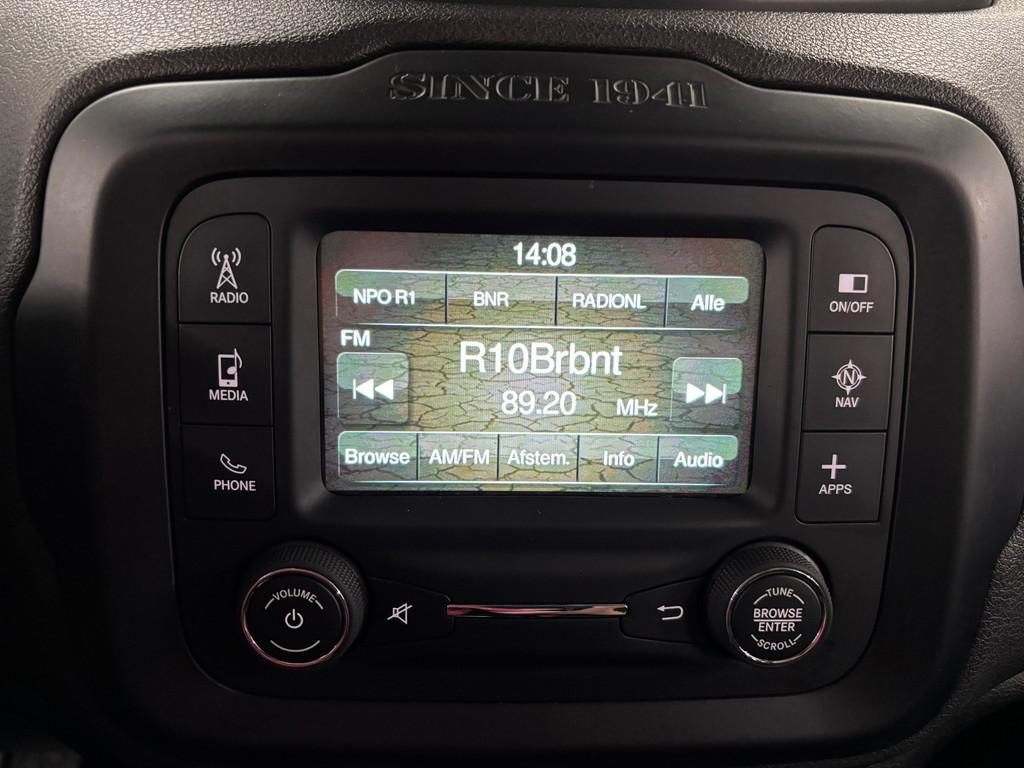 SINCE 1941
14:08
NPO R1 BNR RADIONL Alle
FM
R10Brbnt
89.20 MHz
Browse AM/FM Afstem. Info Audio
RADIO
MEDIA
PHONE
ON/OFF
N
NAV
APPS
VOLUME
TUNE
BROWSE
ENTER
SCROLL